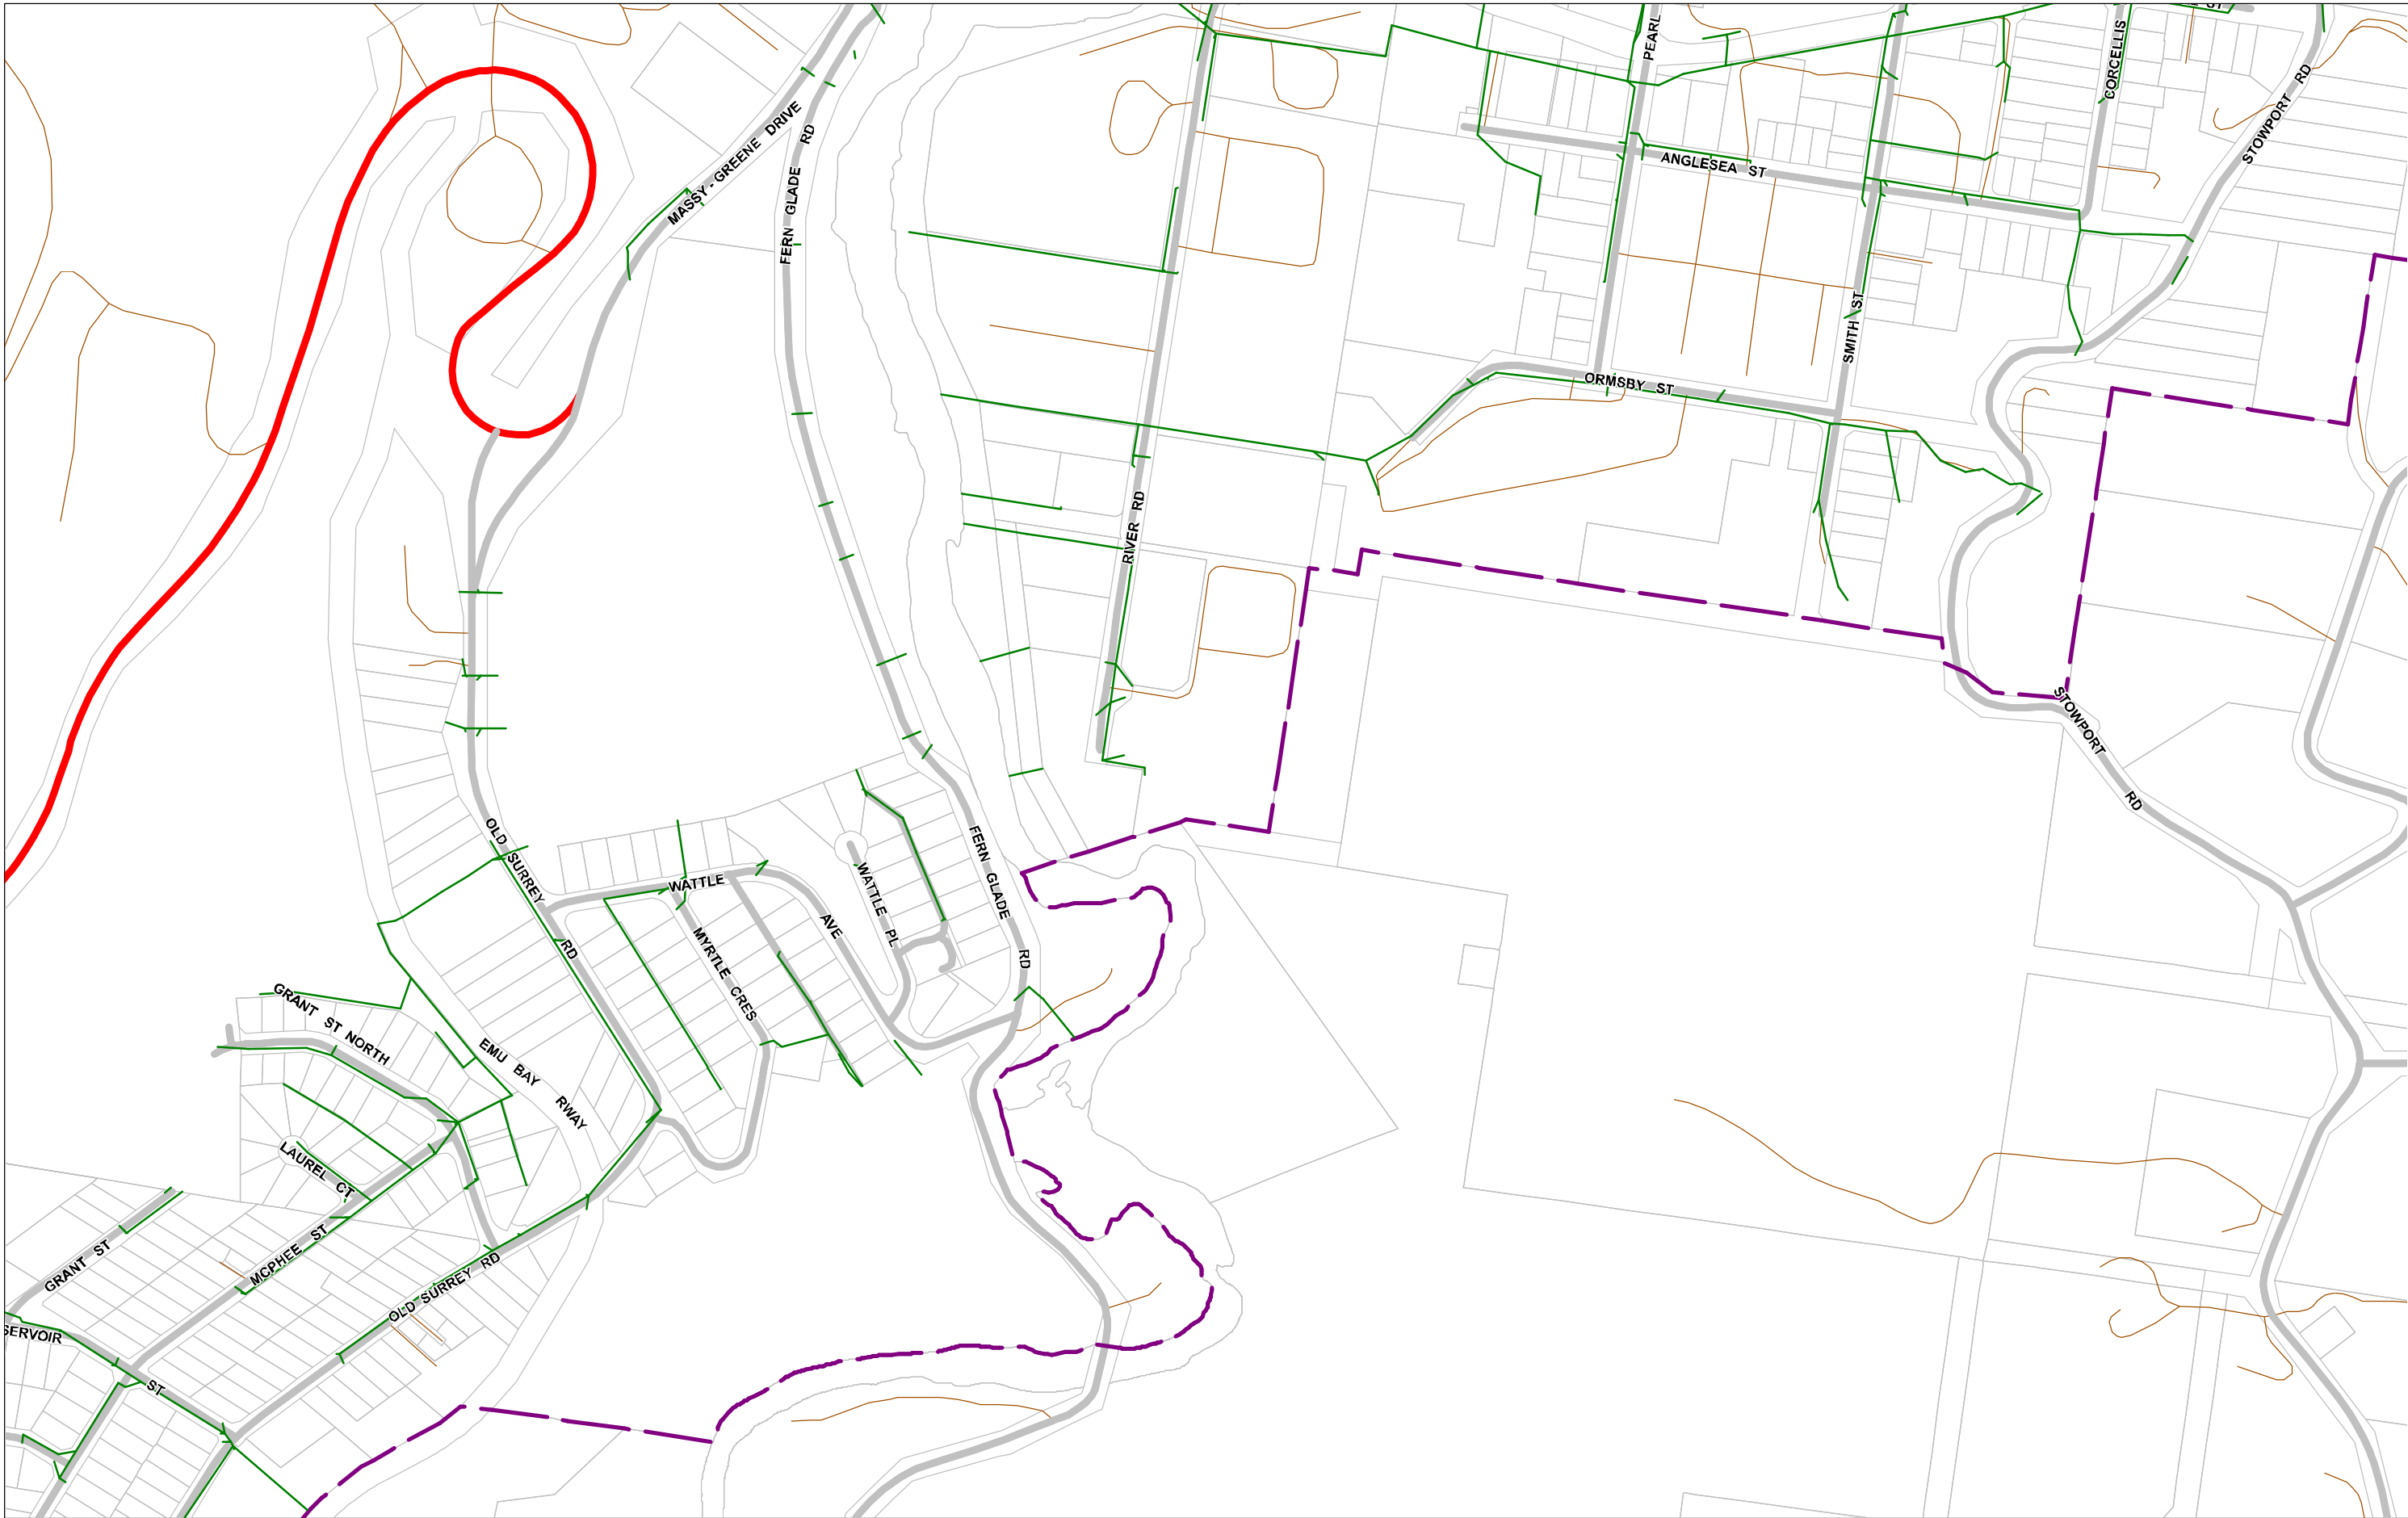 PEARL
CORCELLIS
ST
STOWPORT RD
MASSY - GREENE DRIVE
FERN GLADE RD
ANGLESEA ST
SMITH ST
ORMSBY ST
RIVER RD
STOWPORT RD
OLD SURREY RD
WATTLE AVE
WATTLE PL
FERN GLADE RD
MYRTLE CRES
GRANT ST NORTH
EMU BAY RWAY
LAUREL CT
GRANT ST
MCPHEE ST
OLD SURREY RD
SERVOIR ST